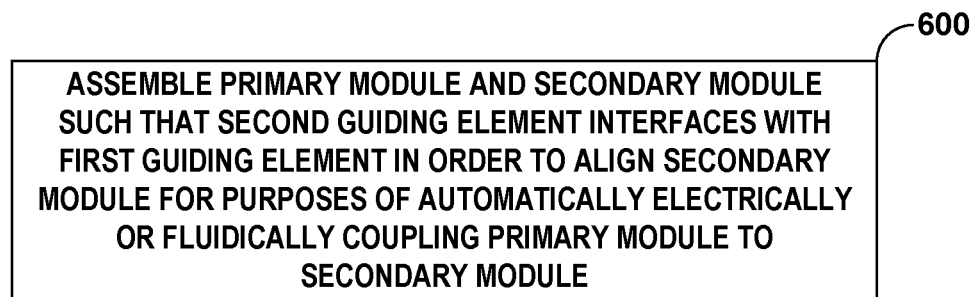 600
ASSEMBLE PRIMARY MODULE AND SECONDARY MODULE
SUCH THAT SECOND GUIDING ELEMENT INTERFACES WITH
FIRST GUIDING ELEMENT IN ORDER TO ALIGN SECONDARY
MODULE FOR PURPOSES OF AUTOMATICALLY ELECTRICALLY
OR FLUIDICALLY COUPLING PRIMARY MODULE TO
SECONDARY MODULE